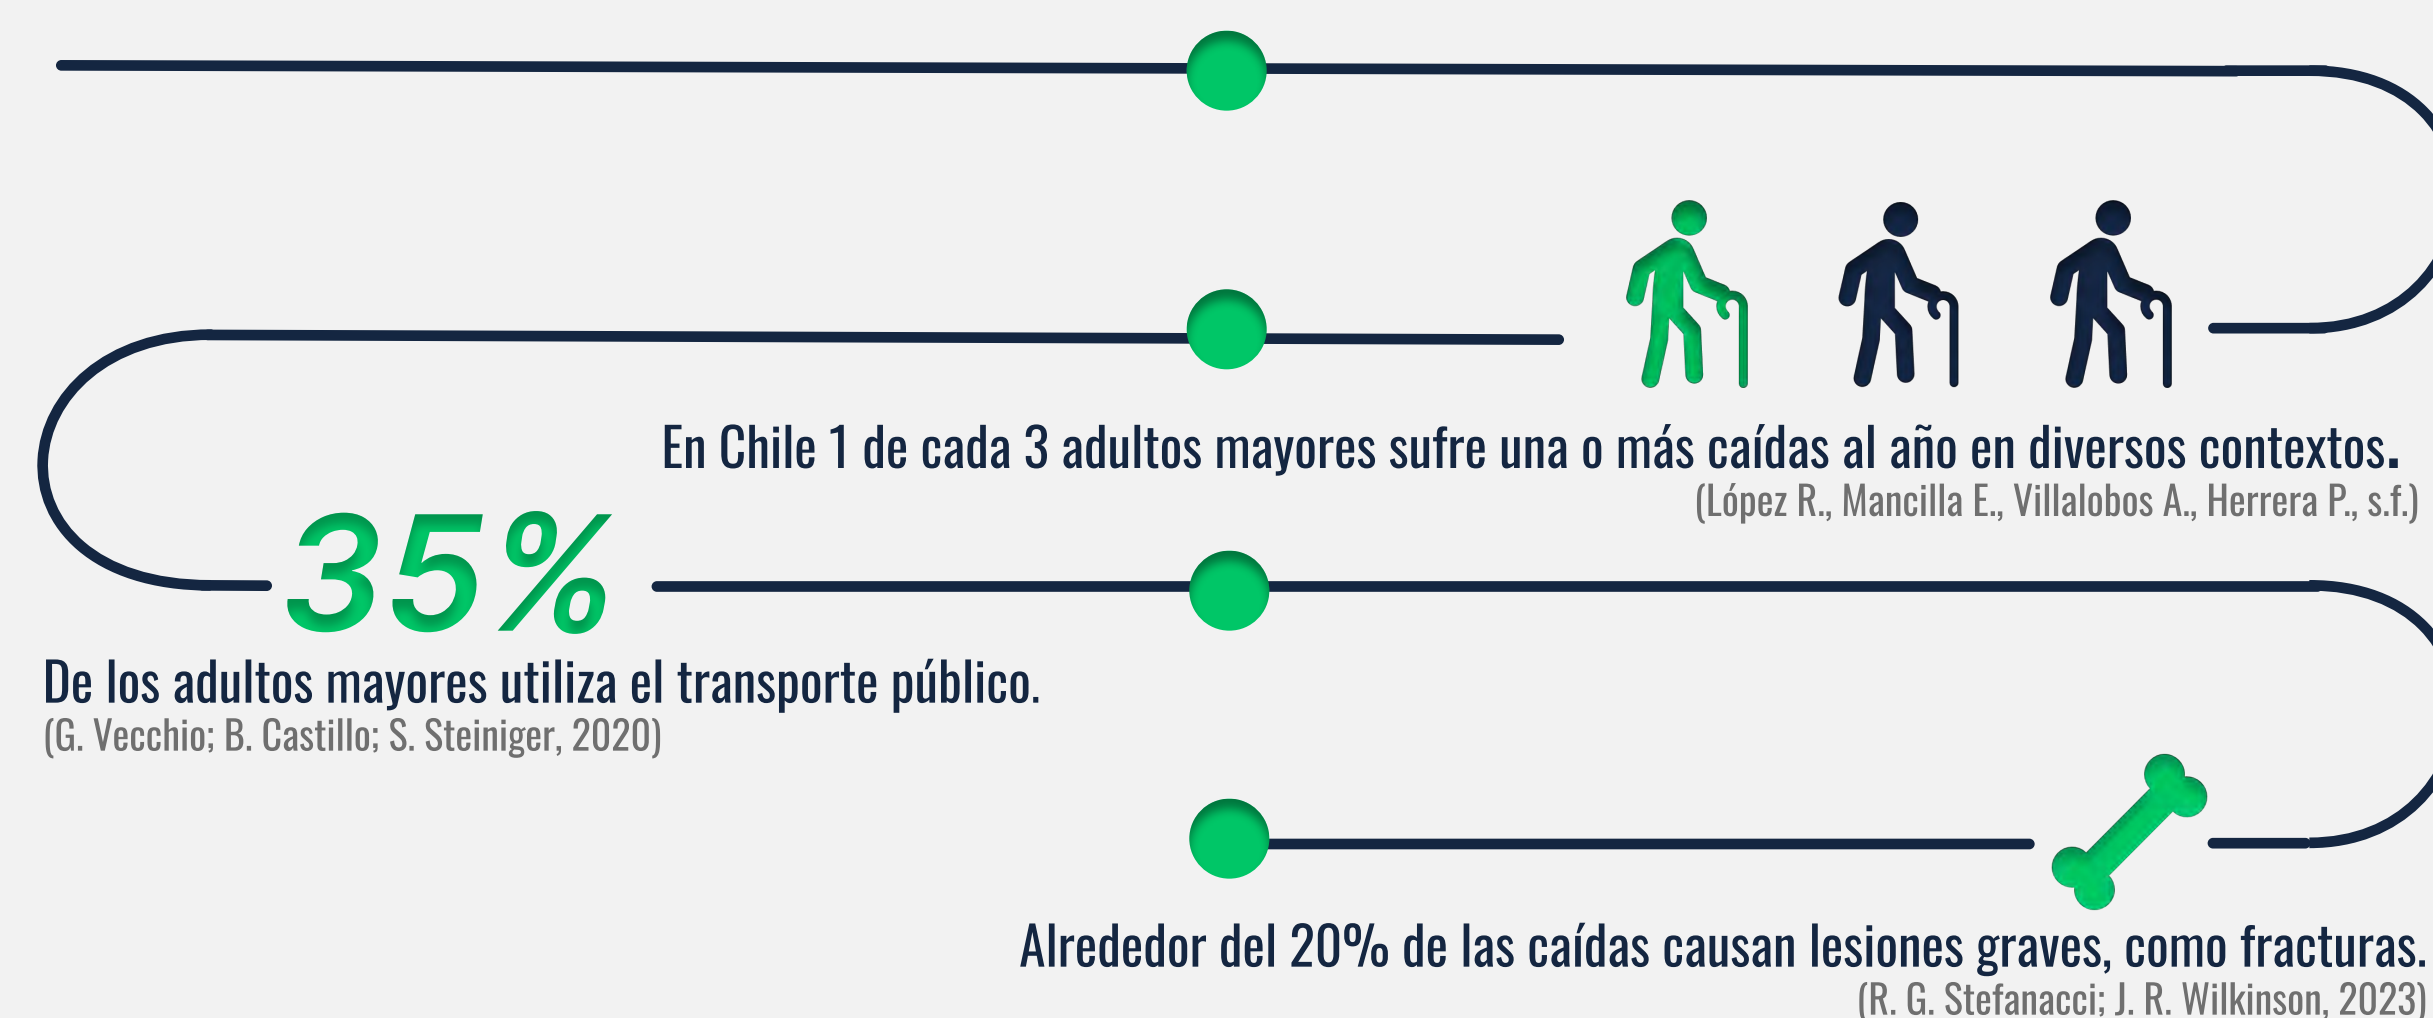 En Chile 1 de cada 3 adultos mayores sufre una o más caídas al año en diversos contextos.
(López R., Mancilla E., Villalobos A., Herrera P., s.f.)
35%
De los adultos mayores utiliza el transporte público.
(G. Vecchio; B. Castillo; S. Steiniger, 2020)
Alrededor del 20% de las caídas causan lesiones graves, como fracturas.
(R. G. Stefanacci; J. R. Wilkinson, 2023)